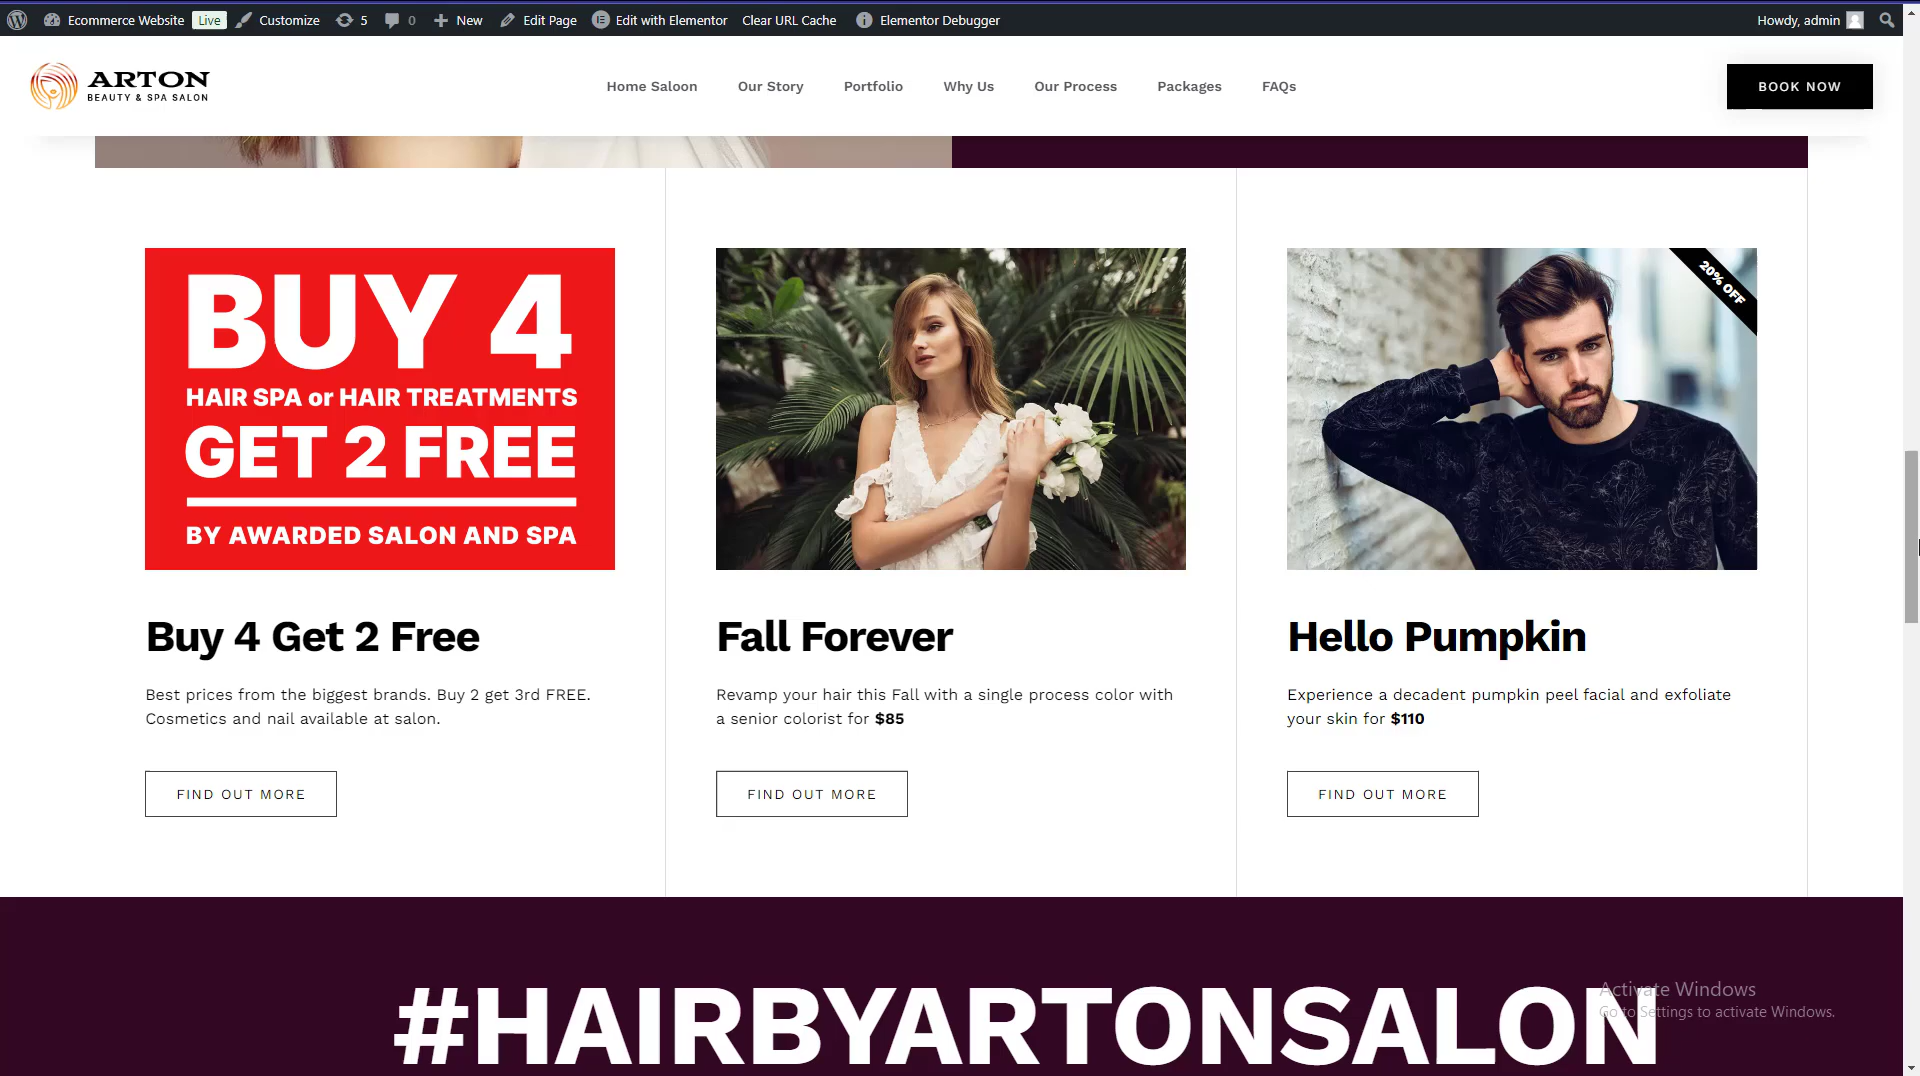 Ecommerce Website Live Customize 5 0 New Edit Page Edit with Elementor Clear URL Cache Elementor Debugger Howdy, admin
ARTON
BEAUTY & SPA SALON
Home Saloon Our Story Portfolio Why Us Our Process Packages FAQs BOOK NOW
BUY 4
HAIR SPA or HAIR TREATMENTS
GET 2 FREE
BY AWARDED SALON AND SPA
20% OFF
Buy 4 Get 2 Free
Best prices from the biggest brands. Buy 2 get 3rd FREE.
Cosmetics and nail available at salon.
FIND OUT MORE
Fall Forever
Revamp your hair this Fall with a single process color with
a senior colorist for $85
FIND OUT MORE
Hello Pumpkin
Experience a decadent pumpkin peel facial and exfoliate
your skin for $110
FIND OUT MORE
#HAIRBYARTONSALON
Activate Windows
Go to Settings to activate Windows.